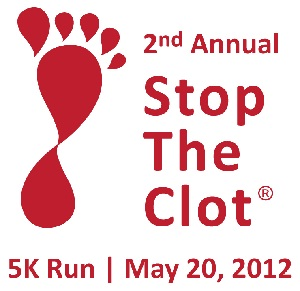 2nd Annual
Stop
The
Clot®
5K Run | May 20, 2012